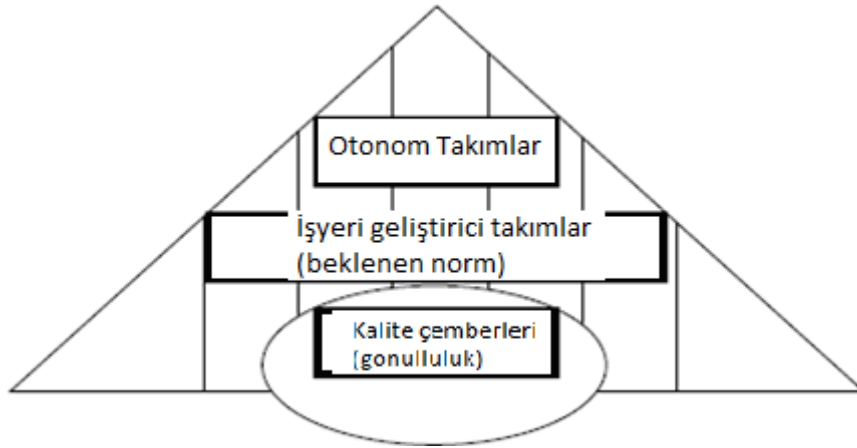 Otonom Takımlar
İşyeri geliştirici takımlar
(beklenen norm)
Kalite çemberleri
(gonulluluk)